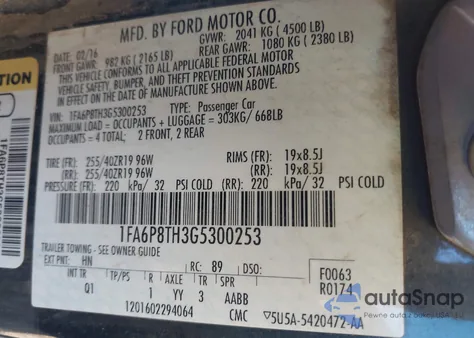 MFD. BY FORD MOTOR CO.
DATE: 02/16 GVWR: 2041 KG ( 4500 LB)
FRONT GAWR: 982 KG ( 2165 LB) REAR GAWR: 1080 KG ( 2380 LB)
THIS VEHICLE CONFORMS TO ALL APPLICABLE FEDERAL MOTOR
VEHICLE SAFETY, BUMPER, AND THEFT PREVENTION STANDARDS IN
EFFECT ON THE DATE OF MANUFACTURE SHOWN ABOVE.
VIN: 1FA6P8TH3G5300253 TYPE: Passenger Car
MAXIMUM LOAD = OCCUPANTS + LUGGAGE = 303KG/ 668LB
OCCUPANTS = 4 TOTAL; 2 FRONT, 2 REAR
TIRE (FR): 255/40ZR19 96W RIMS (FR): 19x8.5J
(RR): 255/40ZR19 96W (RR): 19x8.5J
PRESSURE (FR): 220 kPa/ 32 PSI COLD (RR): 220 kPa/ 32 PSI COLD
1FA6P8TH3G5300253
TRAILER TOWING - SEE OWNER GUIDE
EXT PNT: HN RC: 89 DSO: F0063
INT TR TP/PS R AXLE TR SPR R0174
Q1 1 YY 3 AABB
1201602294064 CMC 5U5A-5420472-AA
autoSnap